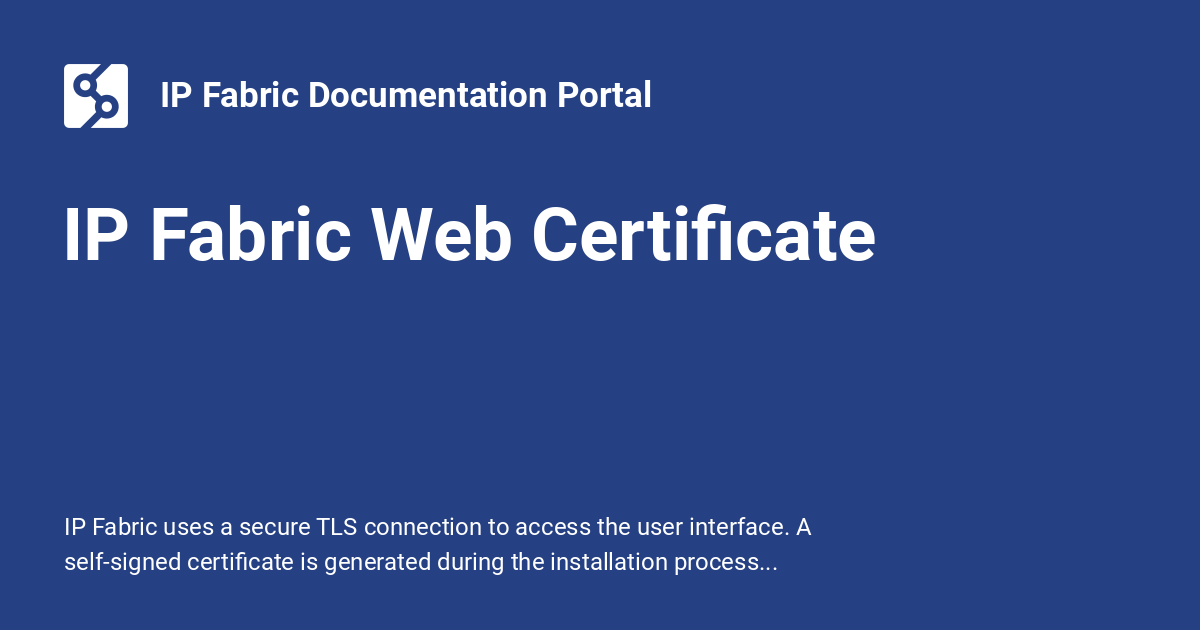 IP Fabric Documentation Portal
IP Fabric Web Certificate
IP Fabric uses a secure TLS connection to access the user interface. A
self-signed certificate is generated during the installation process...